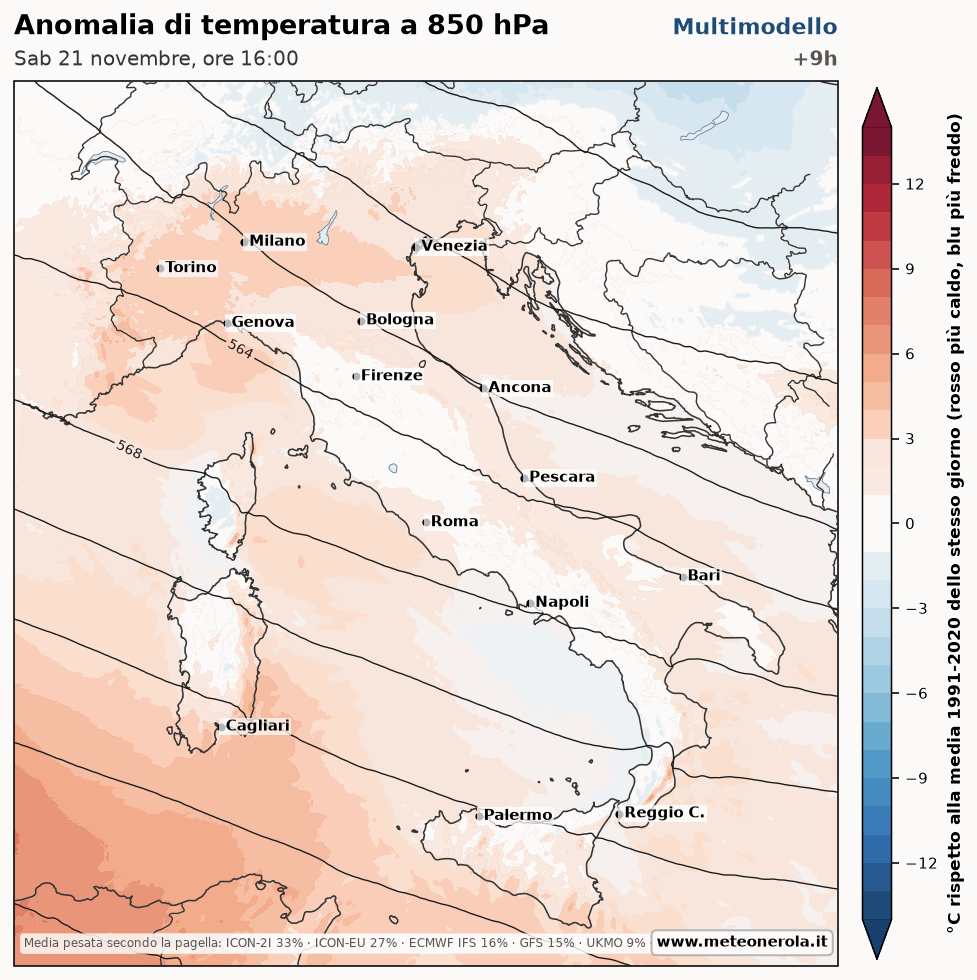 Anomalia di temperatura a 850 hPa
Multimodello
Sab 21 novembre, ore 16:00
+9h
Milano
Venezia
Torino
Genova
Bologna
564
Firenze
Ancona
568
Pescara
Roma
Bari
Napoli
Cagliari
Palermo
Reggio C.
Media pesata secondo la pagella: ICON-2I 33% · ICON-EU 27% · ECMWF IFS 16% · GFS 15% · UKMO 9%
www.meteonerola.it
12
9
6
3
0
−3
−6
−9
−12
°C rispetto alla media 1991-2020 dello stesso giorno (rosso più caldo, blu più freddo)